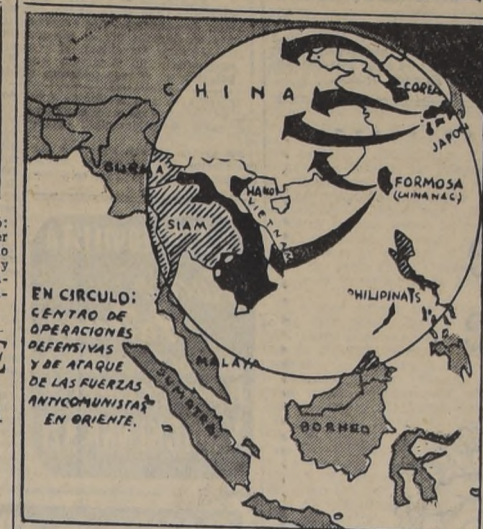 CHINA
COREA
JAPON
BURMA
HANOI
VIETNAM
FORMOSA
(CHINA NAC.)
SIAM
PHILIPINAS
EN CIRCULO:
CENTRO DE
OPERACIONES
DEFENSIVAS
Y DE ATAQUE
DE LAS FUERZAS
ANTICOMUNISTAS
EN ORIENTE.
MALAYA
SUMATRA
BORNEO